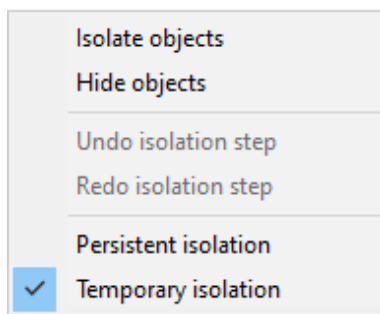 Isolate objects
Hide objects
Undo isolation step
Redo isolation step
Persistent isolation
Temporary isolation